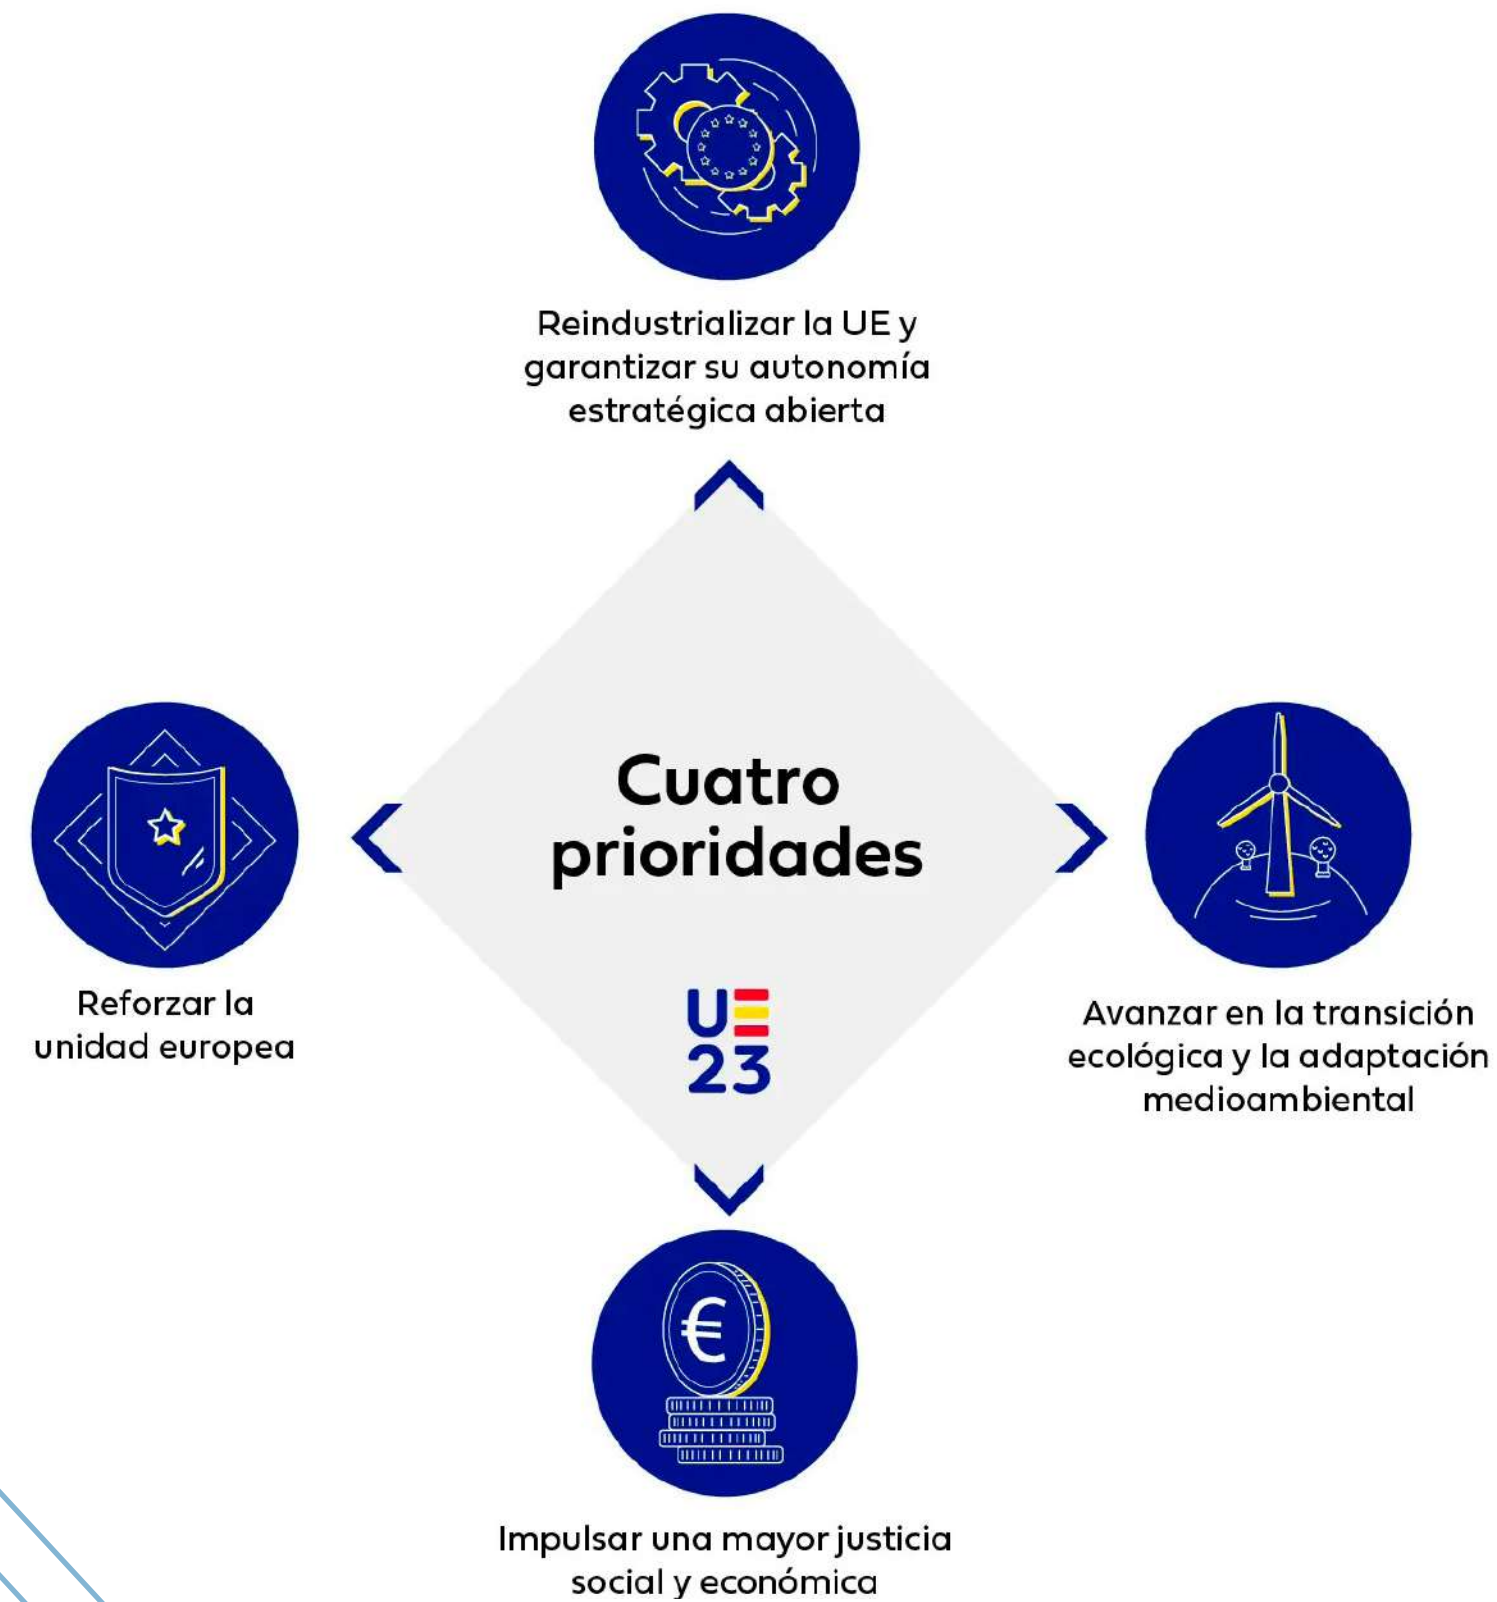 Reindustrializar la UE y
garantizar su autonomía
estratégica abierta
Cuatro
prioridades
UE
23
Reforzar la
unidad europea
Avanzar en la transición
ecológica y la adaptación
medioambiental
€
Impulsar una mayor justicia
social y económica